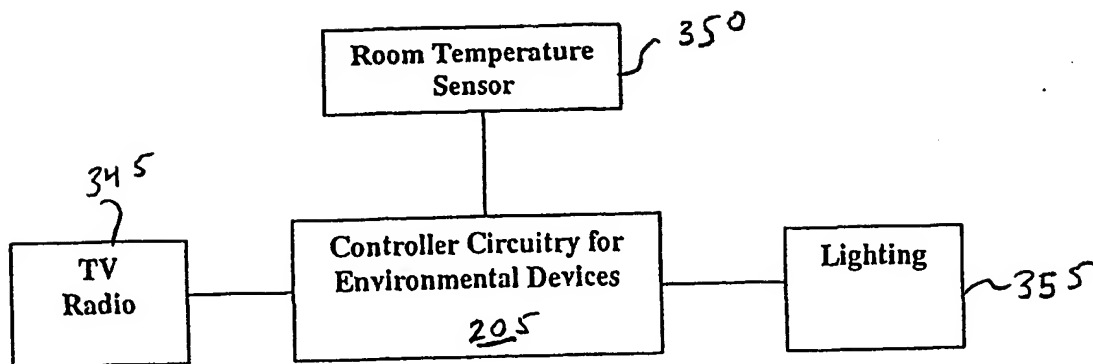 Room Temperature
Sensor
350
345
TV
Radio
Controller Circuitry for
Environmental Devices
205
Lighting
355